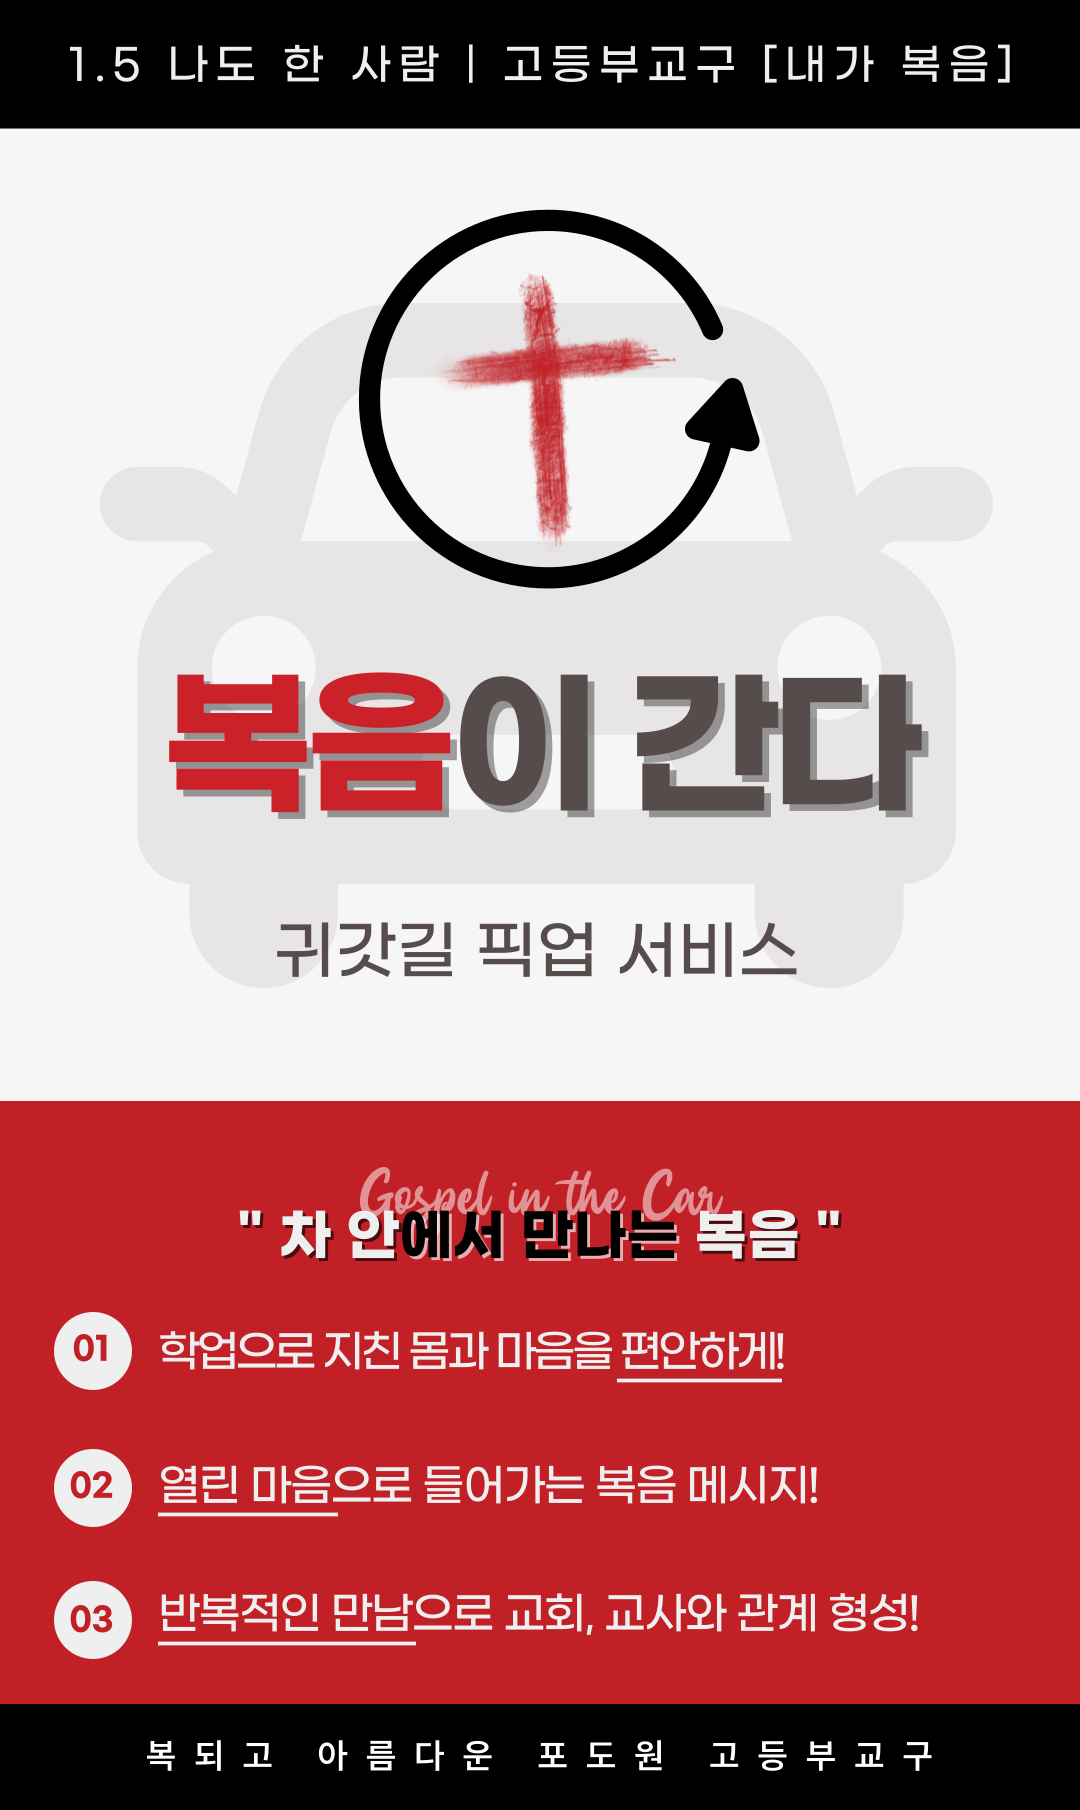 1.5 나도 한 사람 | 고등부교구 [내가 복음]
복음이 간다
귀갓길 픽업 서비스
Gospel in the Car
" 차 안에서 만나는 복음 "
01 학업으로 지친 몸과 마음을 편안하게!
02 열린 마음으로 들어가는 복음 메시지!
03 반복적인 만남으로 교회, 교사와 관계 형성!
복되고 아름다운 포도원 고등부교구